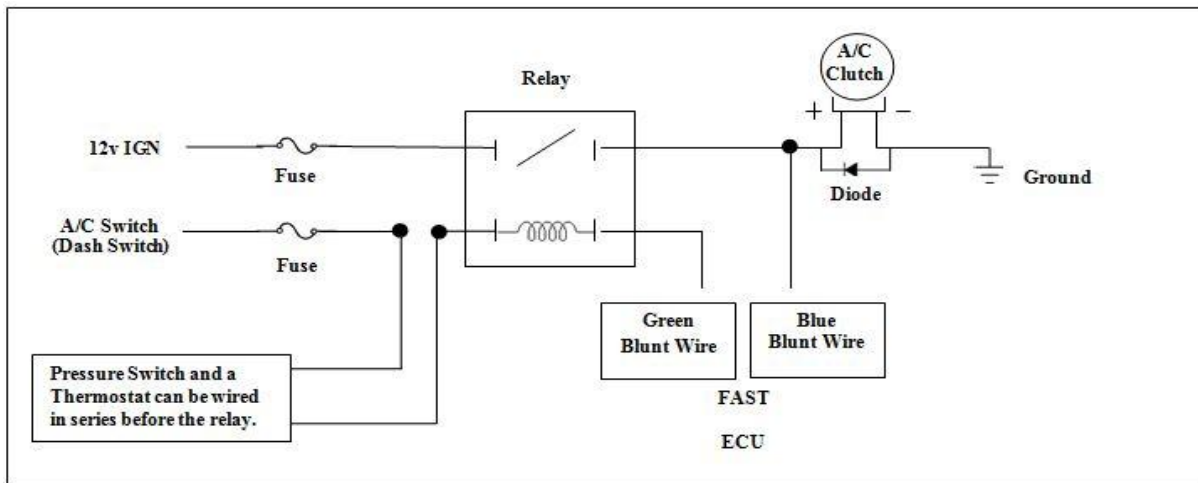 A/C
Clutch
Relay
+ −
12v IGN
Fuse
Diode
Ground
A/C Switch
(Dash Switch)
Fuse
Green
Blunt Wire
Blue
Blunt Wire
Pressure Switch and a
Thermostat can be wired
in series before the relay.
FAST
ECU